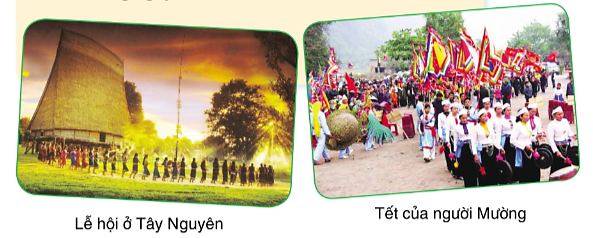 Lễ hội ở Tây Nguyên
Tết của người Mường